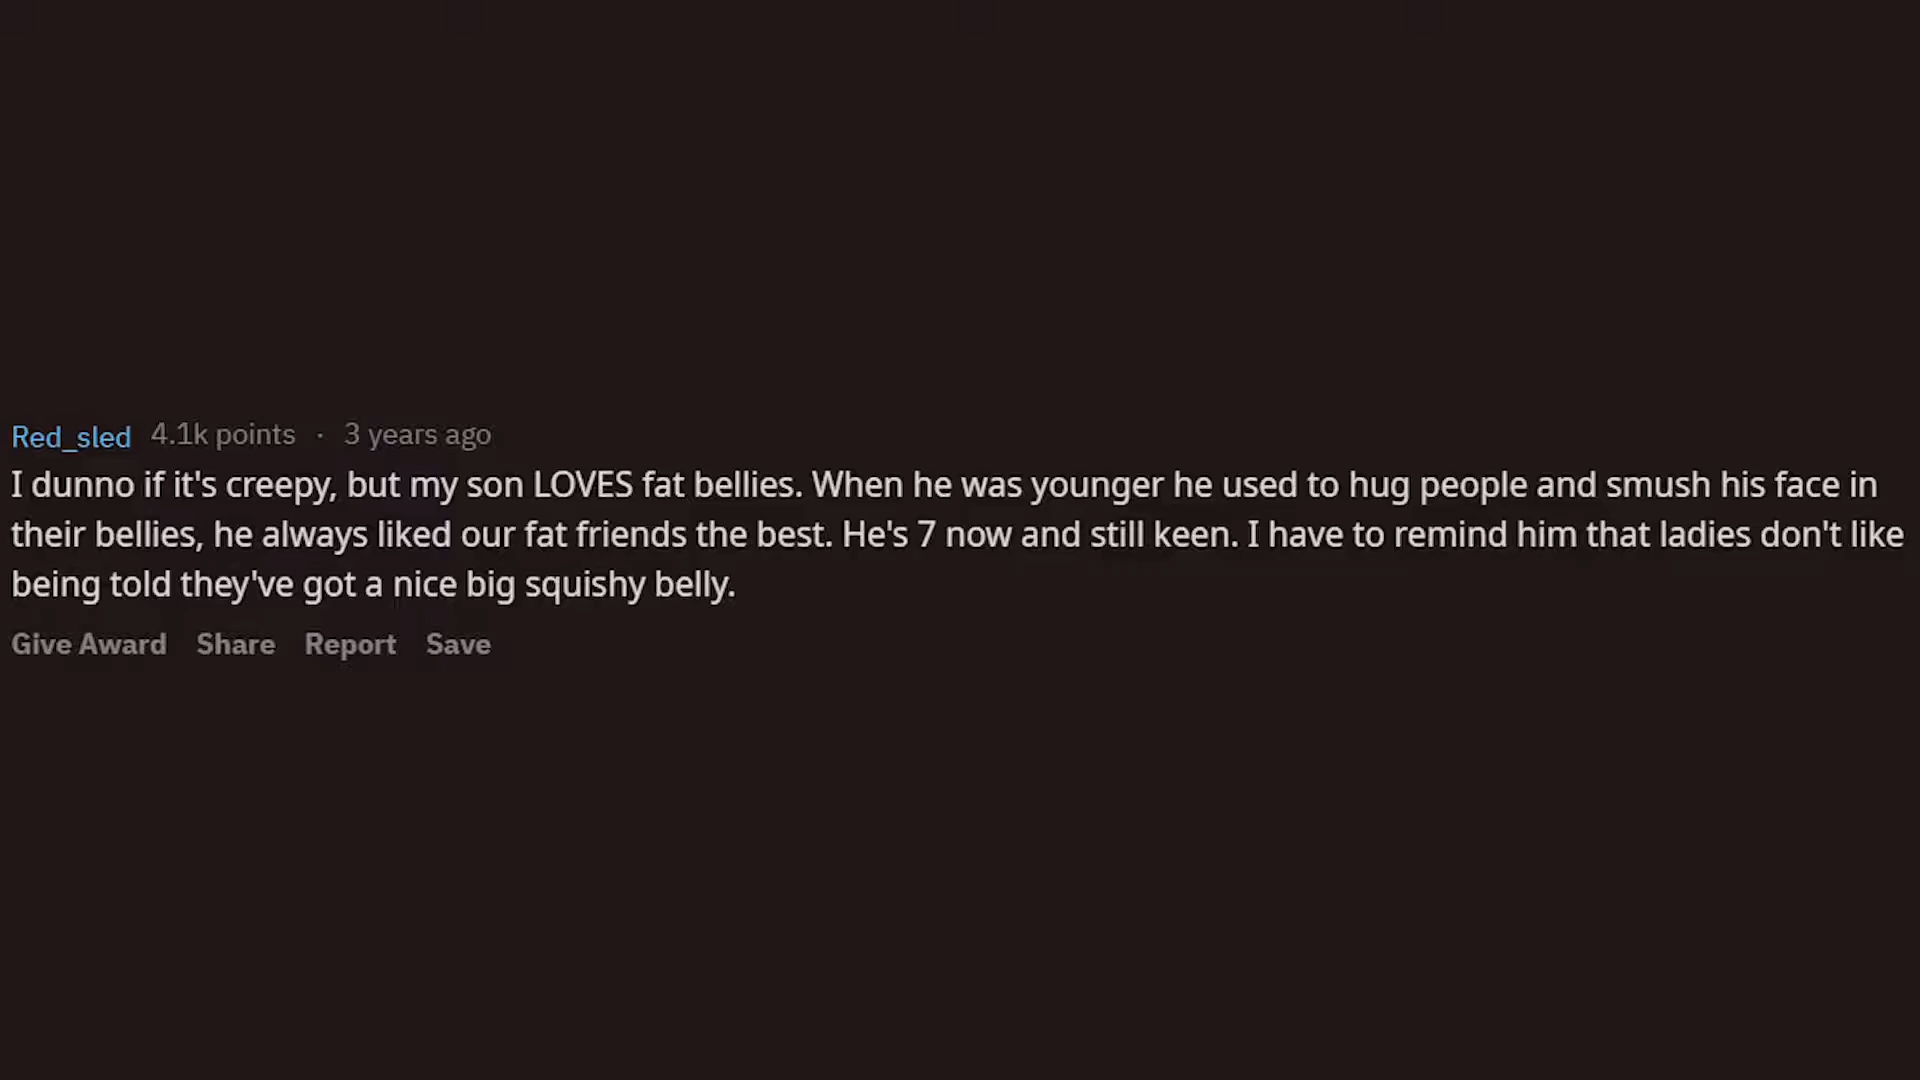 Red_sled 4.1k points · 3 years ago
I dunno if it's creepy, but my son LOVES fat bellies. When he was younger he used to hug people and smush his face in
their bellies, he always liked our fat friends the best. He's 7 now and still keen. I have to remind him that ladies don't like
being told they've got a nice big squishy belly.
Give Award Share Report Save